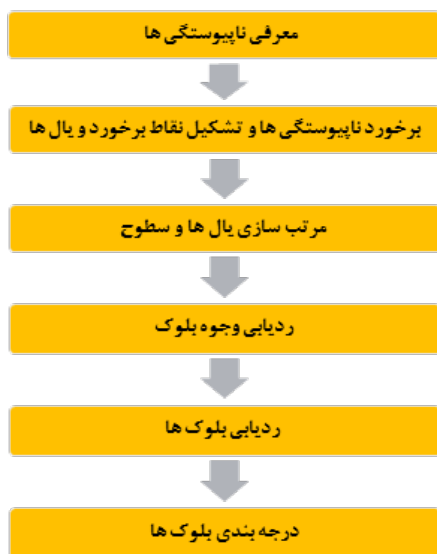 معرفی ناپیوستگی ها
برخورد ناپیوستگی ها و تشکیل نقاط برخورد و یال ها
مرتب سازی یال ها و سطوح
ردیابی وجوه بلوک
ردیابی بلوک ها
درجه بندی بلوک ها